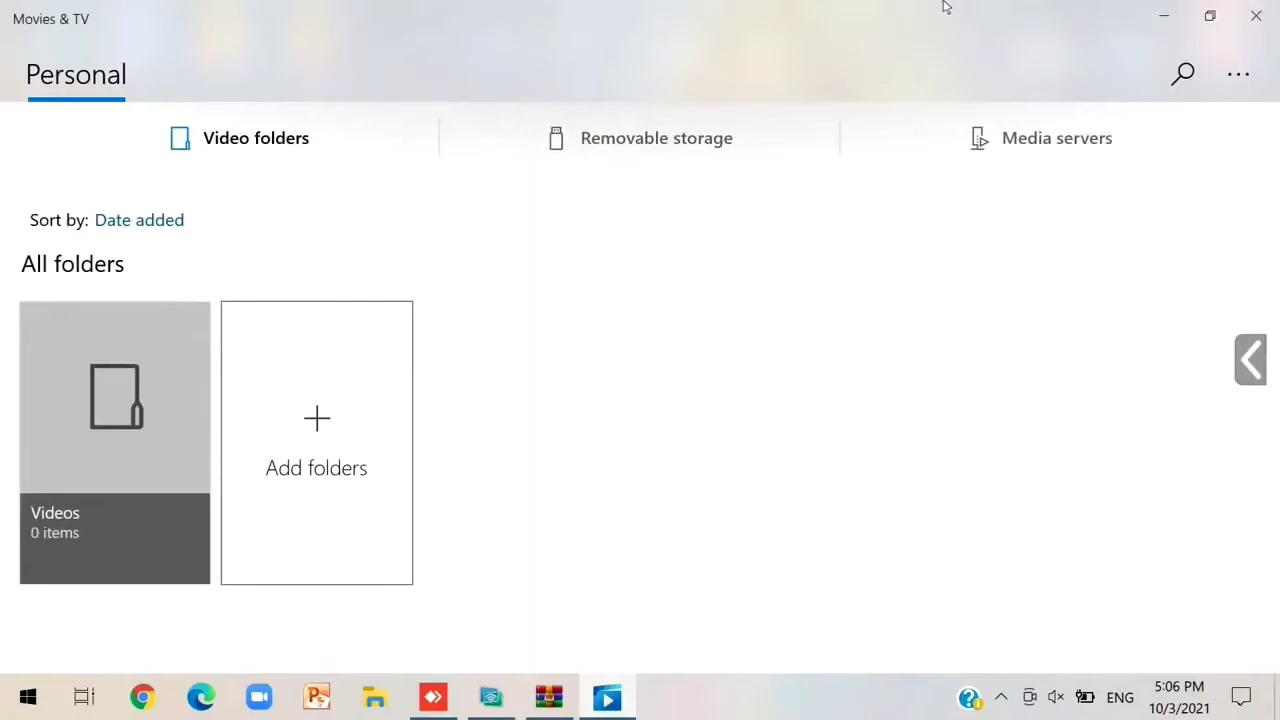 Movies & TV
Personal
Video folders
Removable storage
Media servers
Sort by: Date added
All folders
Add folders
Videos
0 items
ENG
5:06 PM
10/3/2021